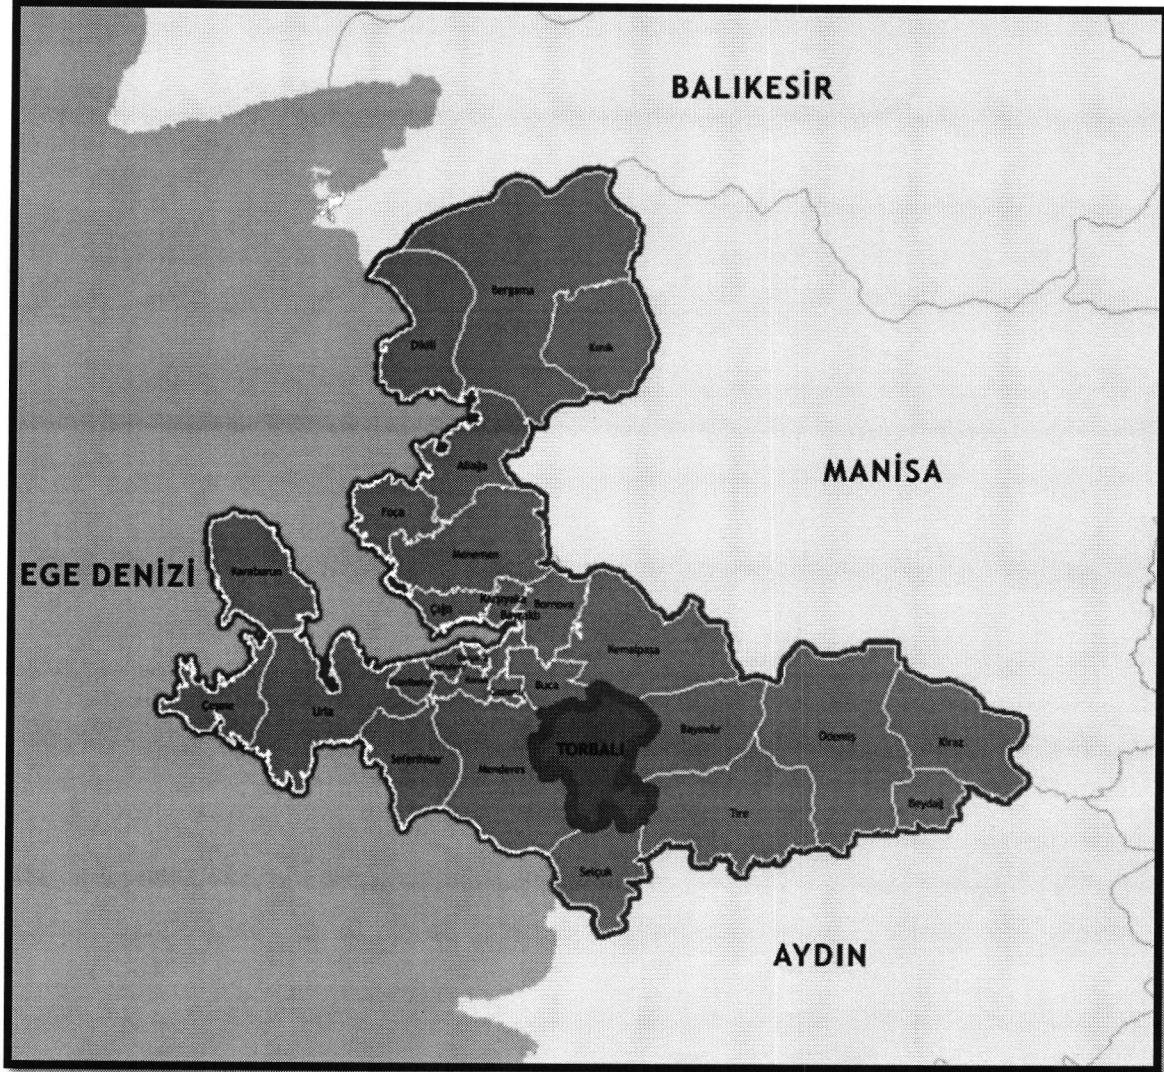 BALIKESİR
Bergama
Dikili
Kınık
Aliağa
MANİSA
Foça
Menemen
EGE DENİZİ
Karaburun
Çiğli
Karşıyaka
Bornova
Bayraklı
Kemalpaşa
Buca
Çeşme
Urla
Seferihisar
Menderes
TORBALI
Bayındır
Ödemiş
Kiraz
Beydağ
Tire
Selçuk
AYDIN